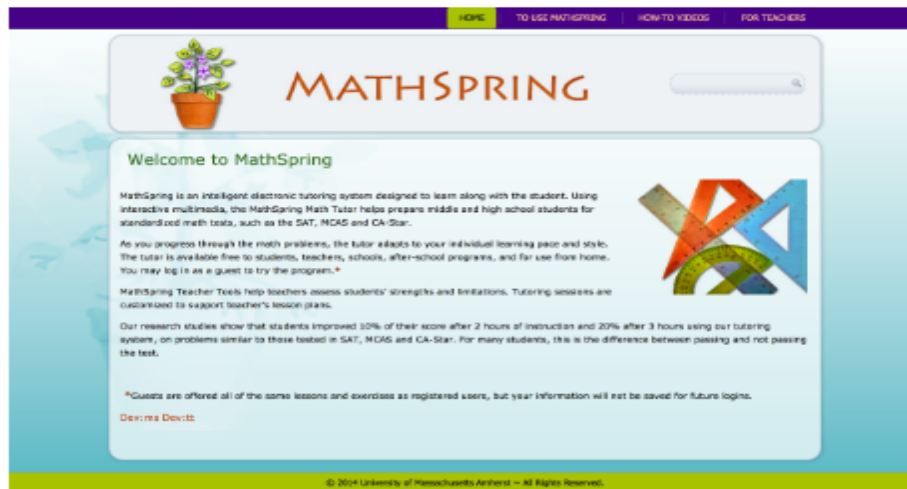 HOME TO USE MATHSPRING HOW-TO VIDEOS FOR TEACHERS
MATHSPRING
Welcome to MathSpring
MathSpring is an intelligent electronic tutoring system designed to learn along with the student. Using
interactive multimedia, the MathSpring Math Tutor helps prepare middle and high school students for
standardized math tests, such as the SAT, MCAS and CA-Star.
As you progress through the math problems, the tutor adapts to your individual learning pace and style.
The tutor is available free to students, teachers, schools, after-school programs, and for use from home.
You may log in as a guest to try the program.*
MathSpring Teacher Tools help teachers assess students' strengths and limitations. Tutoring sessions are
customized to support teacher's lesson plans.
Our research studies show that students improved 10% of their score after 2 hours of instruction and 20% after 3 hours using our tutoring
system, on problems similar to those tested in SAT, MCAS and CA-Star. For many students, this is the difference between passing and not passing
the test.
*Guests are offered all of the same lessons and exercises as registered users, but your information will not be saved for future logins.
Dev:ms Dev:tt
© 2014 University of Massachusetts Amherst — All Rights Reserved.